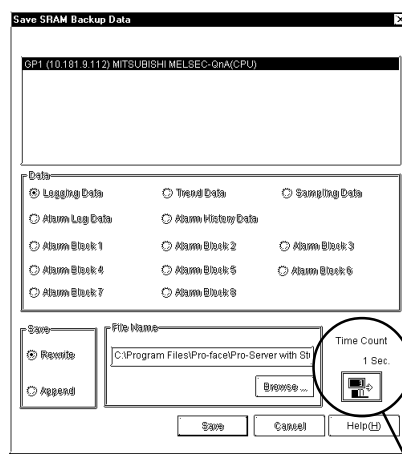 Save SRAM Backup Data
GP1 (10.181.9.112) MITSUBISHI MELSEC-QnA(CPU)
Data
Logging Data Trend Data Sampling Data
Alarm Log Data Alarm History Data
Alarm Block 1 Alarm Block 2 Alarm Block 3
Alarm Block 4 Alarm Block 5 Alarm Block 6
Alarm Block 7 Alarm Block 8
Save
Rewrite
Append
File Name
C:\Program Files\Pro-face\Pro-Server with St
Browse ...
Time Count
1 Sec.
Save Cancel Help(H)